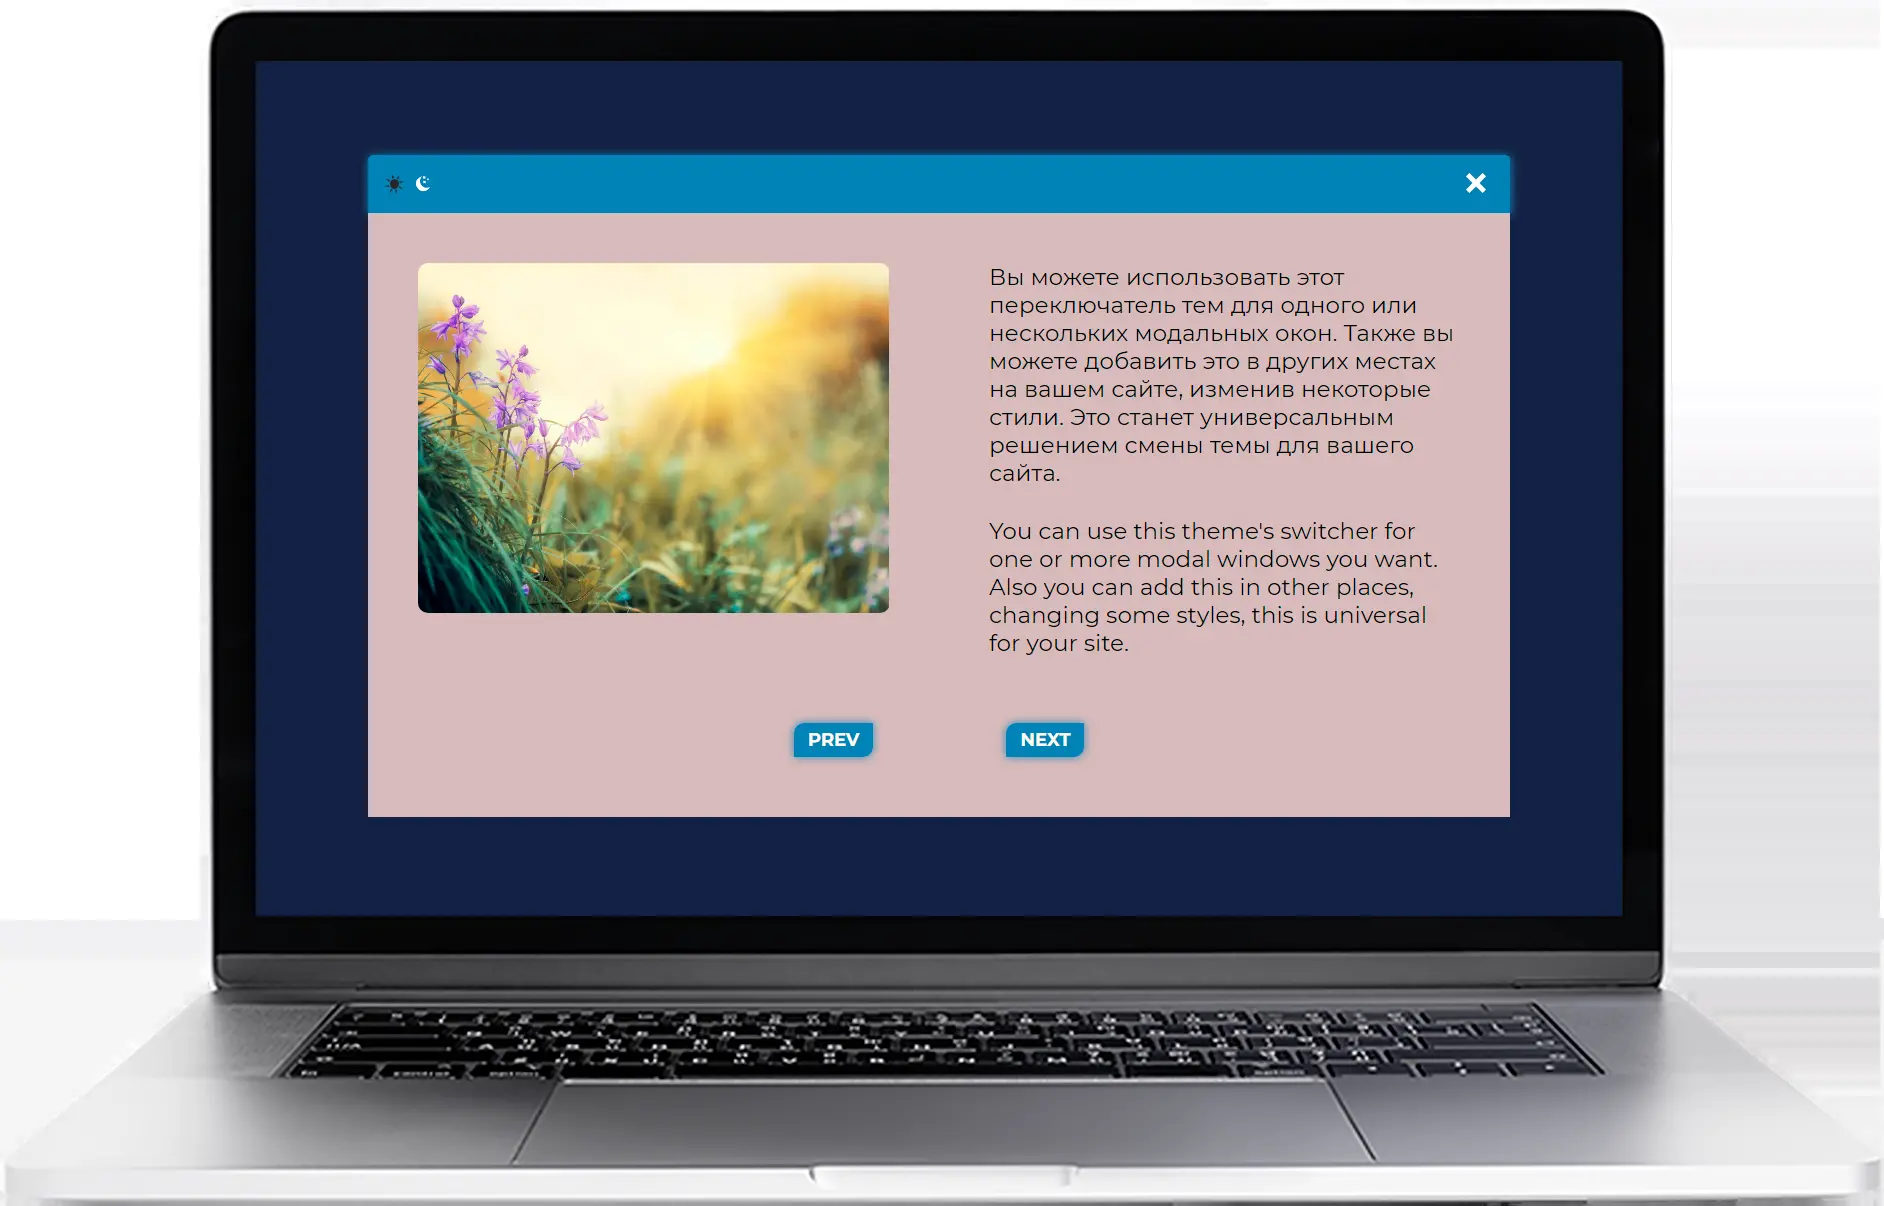 Вы можете использовать этот
переключатель тем для одного или
нескольких модальных окон. Также вы
можете добавить это в других местах
на вашем сайте, изменив некоторые
стили. Это станет универсальным
решением смены темы для вашего
сайта.
You can use this theme's switcher for
one or more modal windows you want.
Also you can add this in other places,
changing some styles, this is universal
for your site.
PREV
NEXT